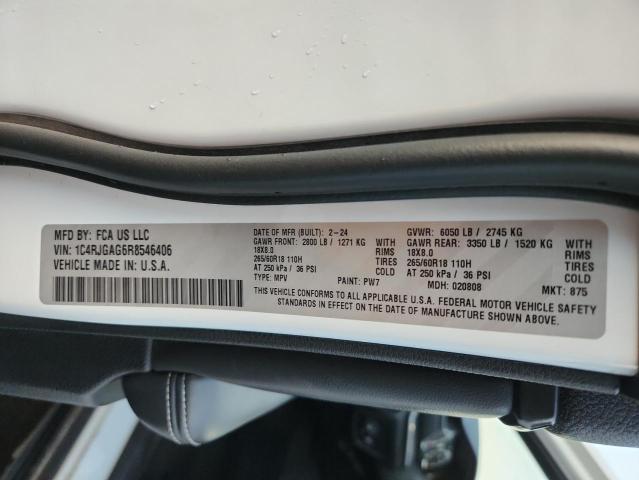 MFD BY: FCA US LLC
VIN: 1C4RJGAG6R8546406
VEHICLE MADE IN: U.S.A.
DATE OF MFR (BUILT): 2-24 GVWR: 6050 LB / 2745 KG
GAWR FRONT: 2800 LB / 1271 KG WITH GAWR REAR: 3350 LB / 1520 KG WITH
18X8.0 RIMS 18X8.0 RIMS
265/60R18 110H TIRES 265/60R18 110H TIRES
AT 250 kPa / 36 PSI AT 250 kPa / 36 PSI
TYPE: MPV PAINT: PW7 MDH: 020808 MKT: 875
THIS VEHICLE CONFORMS TO ALL APPLICABLE U.S.A. FEDERAL MOTOR VEHICLE SAFETY
STANDARDS IN EFFECT ON THE DATE OF MANUFACTURE SHOWN ABOVE.